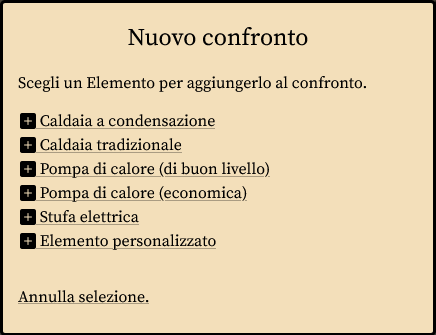 Nuovo confronto
Scegli un Elemento per aggiungerlo al confronto.
Caldaia a condensazione
Caldaia tradizionale
Pompa di calore (di buon livello)
Pompa di calore (economica)
Stufa elettrica
Elemento personalizzato
Annulla selezione.